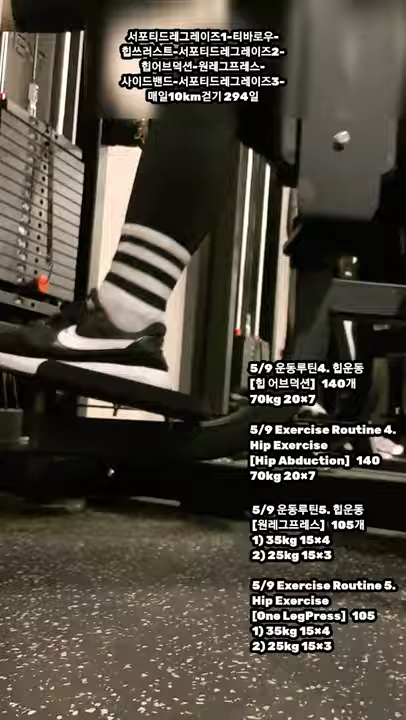 서포티드레그레이즈1-티바로우-
힙쓰러스트-서포티드레그레이즈2-
힙어브덕션-원레그프레스-
사이드밴드-서포티드레그레이즈3-
매일10km걷기 294일
5/9 운동루틴4. 힙운동
[힙 어브덕션] 140개
70kg 20×7
5/9 Exercise Routine 4.
Hip Exercise
[Hip Abduction] 140
70kg 20×7
5/9 운동루틴5. 힙운동
[원레그프레스] 105개
1) 35kg 15×4
2) 25kg 15×3
5/9 Exercise Routine 5.
Hip Exercise
[One LegPress] 105
1) 35kg 15×4
2) 25kg 15×3